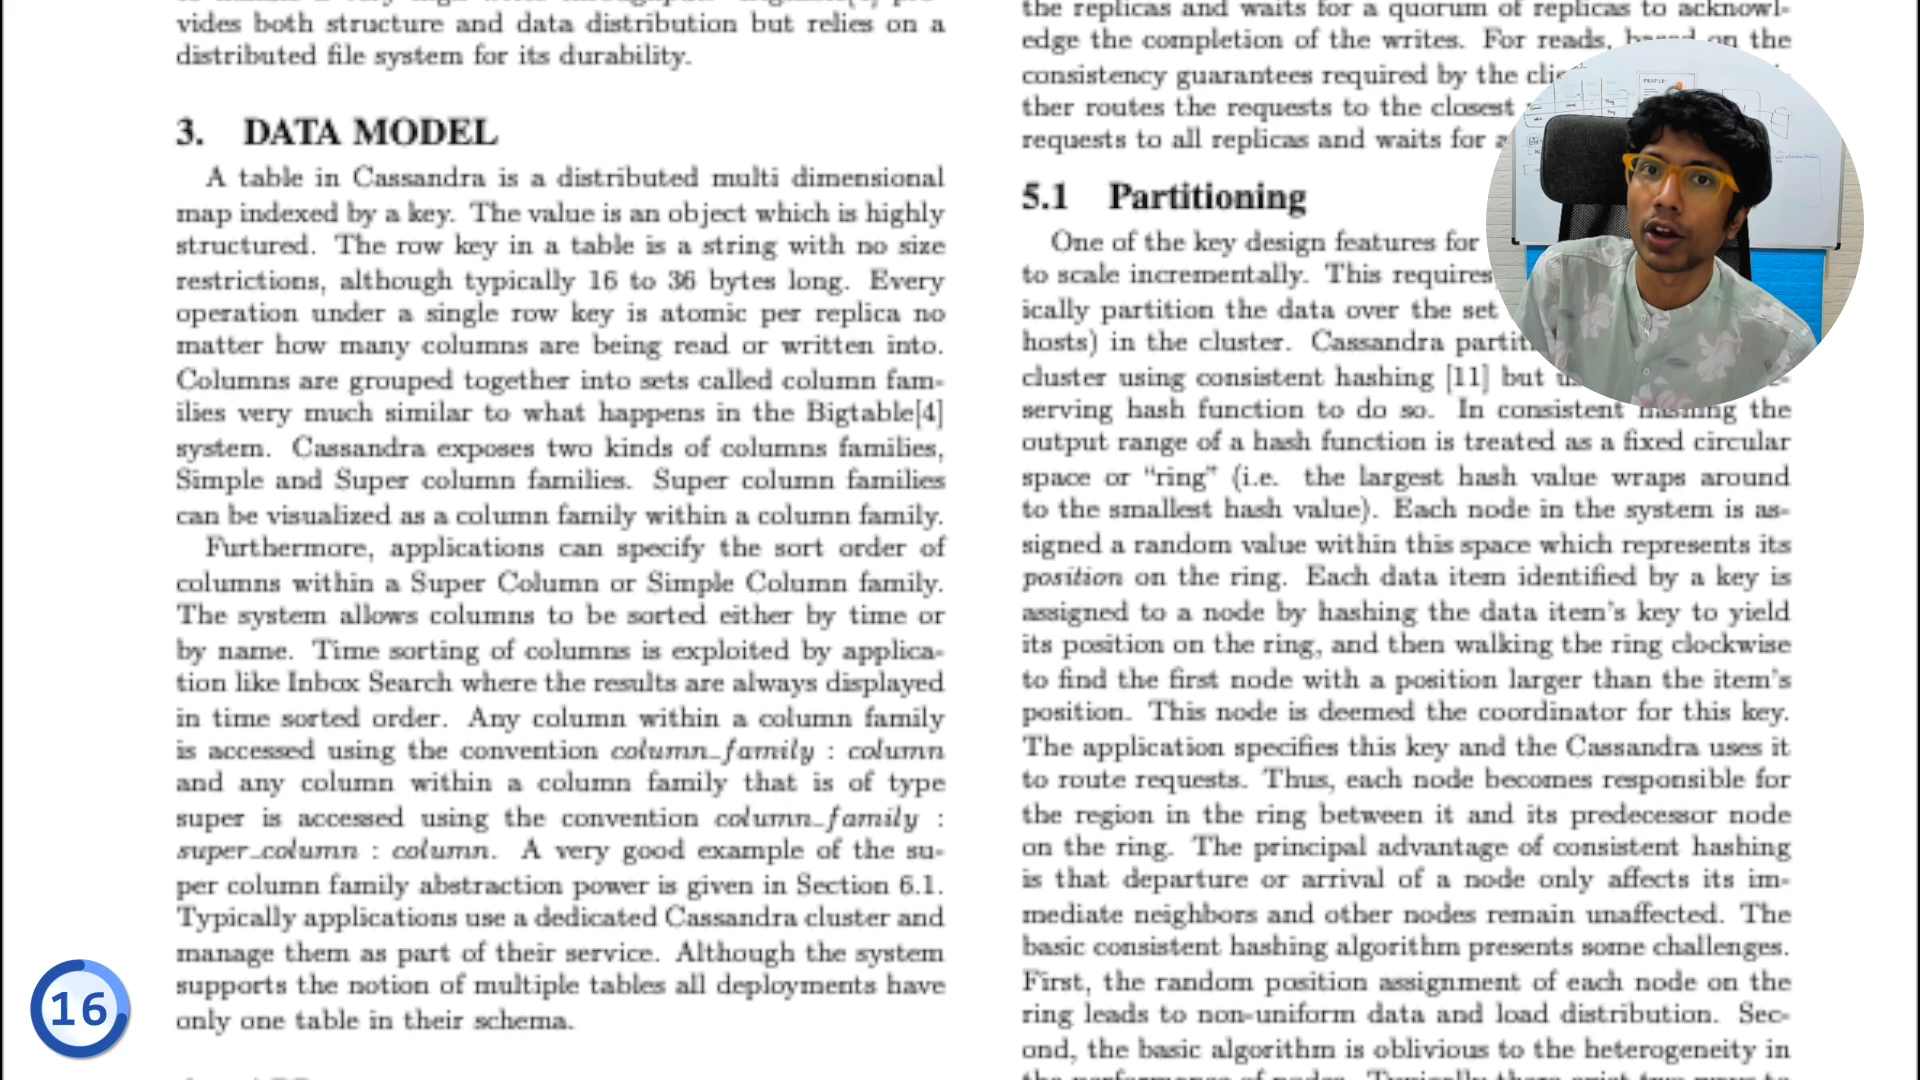 vides both structure and data distribution but relies on a
distributed file system for its durability.
3. DATA MODEL
A table in Cassandra is a distributed multi dimensional
map indexed by a key. The value is an object which is highly
structured. The row key in a table is a string with no size
restrictions, although typically 16 to 36 bytes long. Every
operation under a single row key is atomic per replica no
matter how many columns are being read or written into.
Columns are grouped together into sets called column fam-
ilies very much similar to what happens in the Bigtable[4]
system. Cassandra exposes two kinds of columns families,
Simple and Super column families. Super column families
can be visualized as a column family within a column family.
Furthermore, applications can specify the sort order of
columns within a Super Column or Simple Column family.
The system allows columns to be sorted either by time or
by name. Time sorting of columns is exploited by applica-
tion like Inbox Search where the results are always displayed
in time sorted order. Any column within a column family
is accessed using the convention column_family : column
and any column within a column family that is of type
super is accessed using the convention column_family :
super_column : column. A very good example of the su-
per column family abstraction power is given in Section 6.1.
Typically applications use a dedicated Cassandra cluster and
manage them as part of their service. Although the system
supports the notion of multiple tables all deployments have
only one table in their schema.
the replicas and waits for a quorum of replicas to acknowl-
edge the completion of the writes. For reads, based on the
consistency guarantees required by the
ther routes the requests to the closest
requests to all replicas and waits for a
5.1 Partitioning
One of the key design features for
to scale incrementally. This requires
ically partition the data over the set
hosts) in the cluster. Cassandra
cluster using consistent hashing [11] but
serving hash function to do so. In consistent hashing the
output range of a hash function is treated as a fixed circular
space or "ring" (i.e. the largest hash value wraps around
to the smallest hash value). Each node in the system is as-
signed a random value within this space which represents its
position on the ring. Each data item identified by a key is
assigned to a node by hashing the data item's key to yield
its position on the ring, and then walking the ring clockwise
to find the first node with a position larger than the item's
position. This node is deemed the coordinator for this key.
The application specifies this key and the Cassandra uses it
to route requests. Thus, each node becomes responsible for
the region in the ring between it and its predecessor node
on the ring. The principal advantage of consistent hashing
is that departure or arrival of a node only affects its im-
mediate neighbors and other nodes remain unaffected. The
basic consistent hashing algorithm presents some challenges.
First, the random position assignment of each node on the
ring leads to non-uniform data and load distribution. Sec-
ond, the basic algorithm is oblivious to the heterogeneity in
16